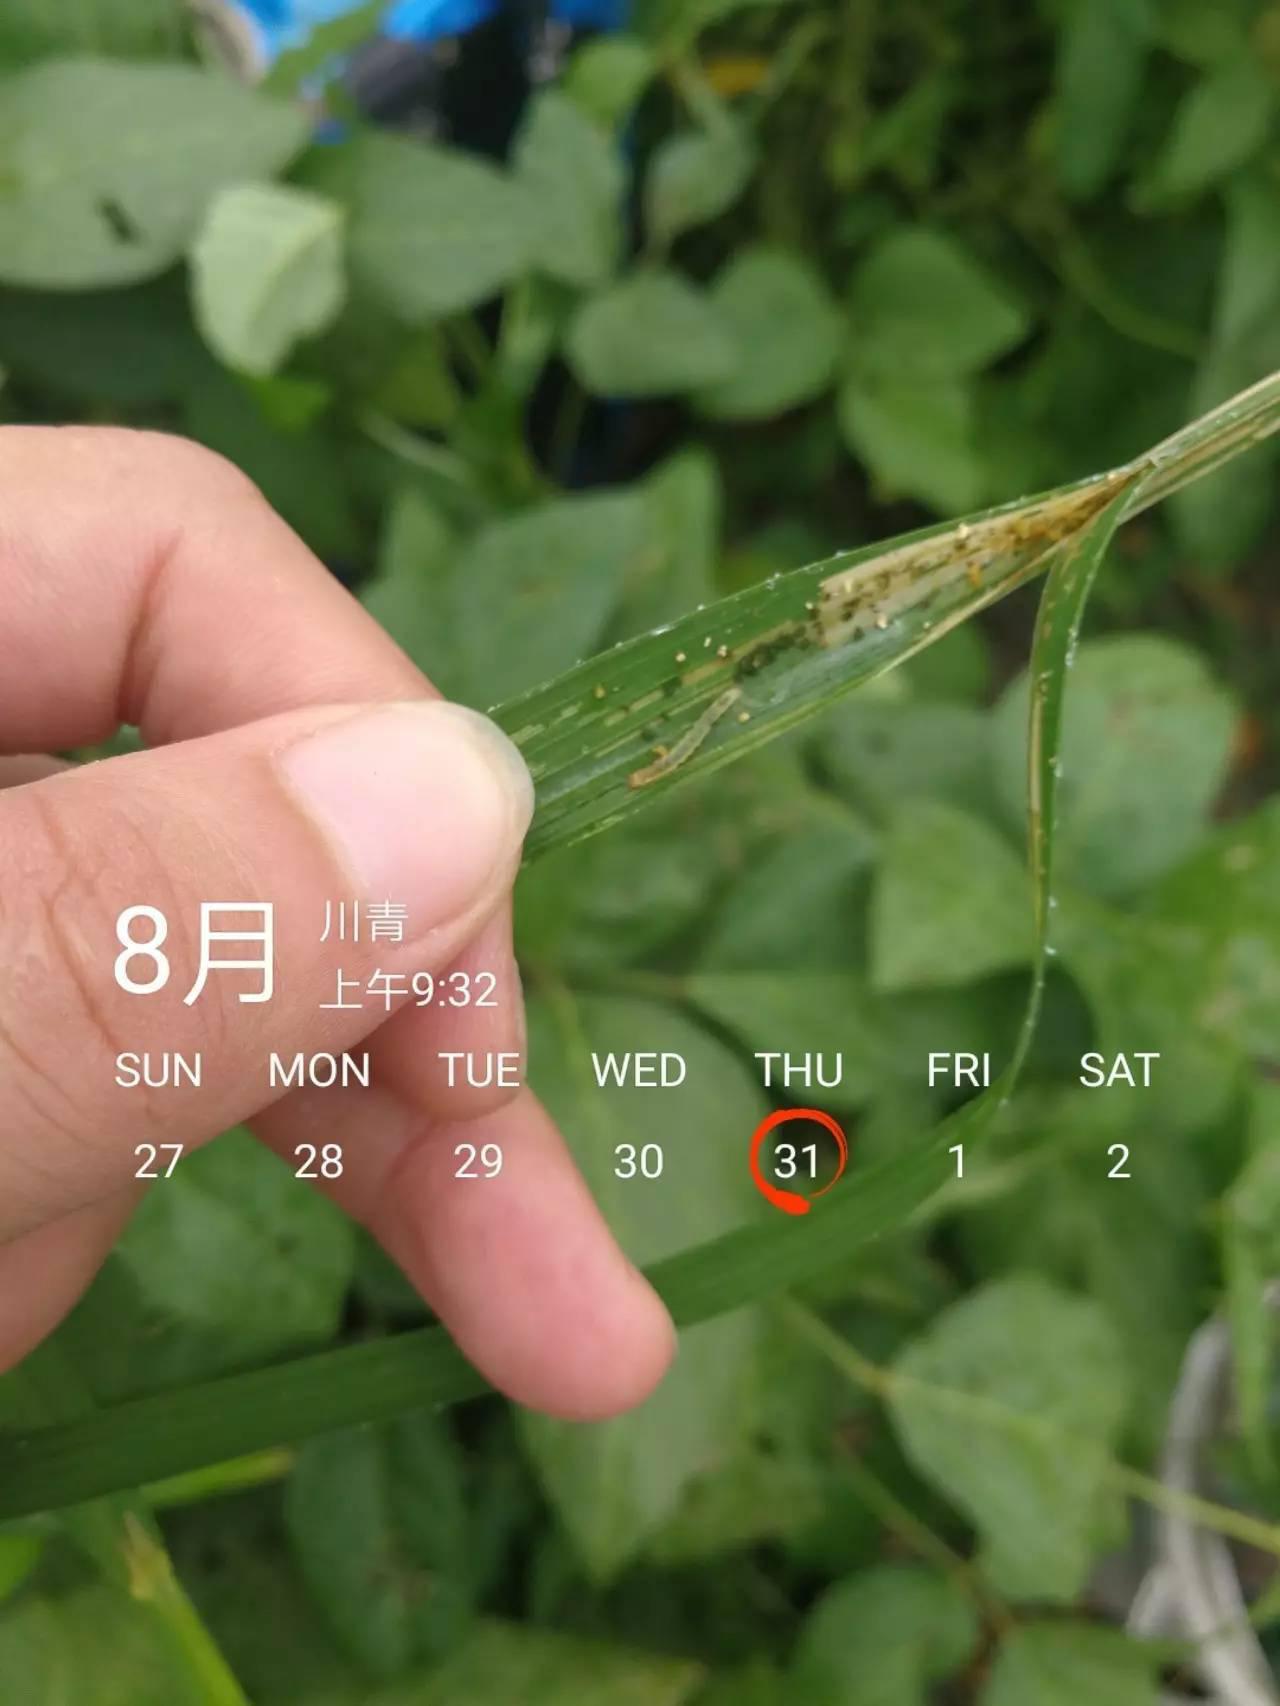 8月
川青
上午9:32
SUN MON TUE WED THU FRI SAT
27 28 29 30 31 1 2